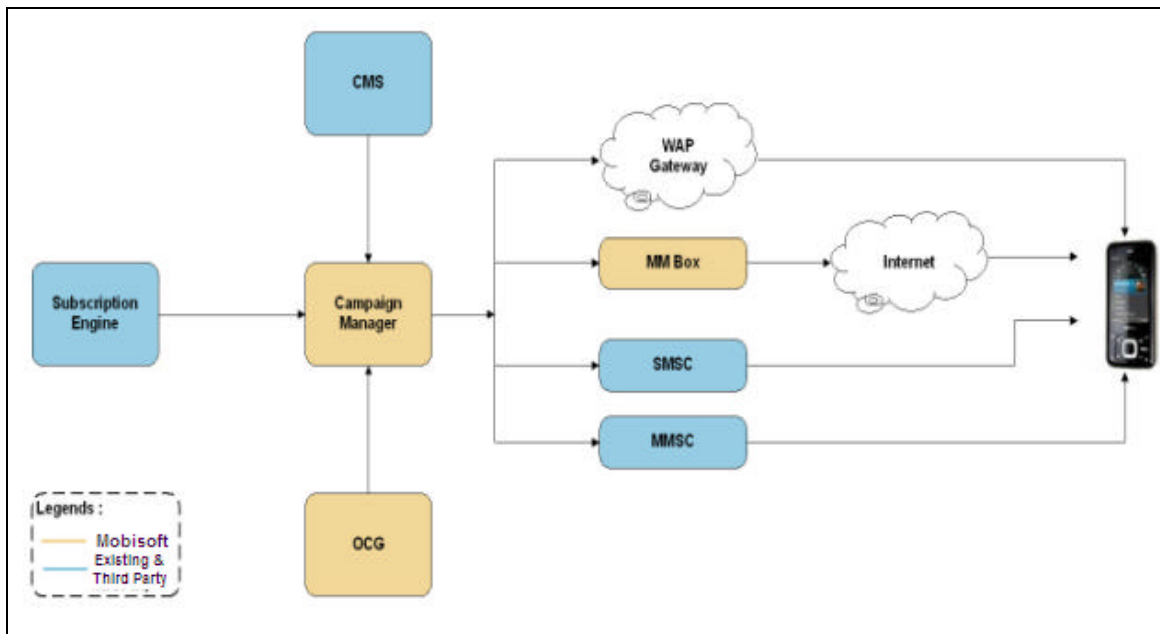 CMS
WAP
Gateway
MM Box
Internet
Subscription
Engine
Campaign
Manager
SMSC
MMSC
OCG
Legends :
Mobisoft
Existing &
Third Party